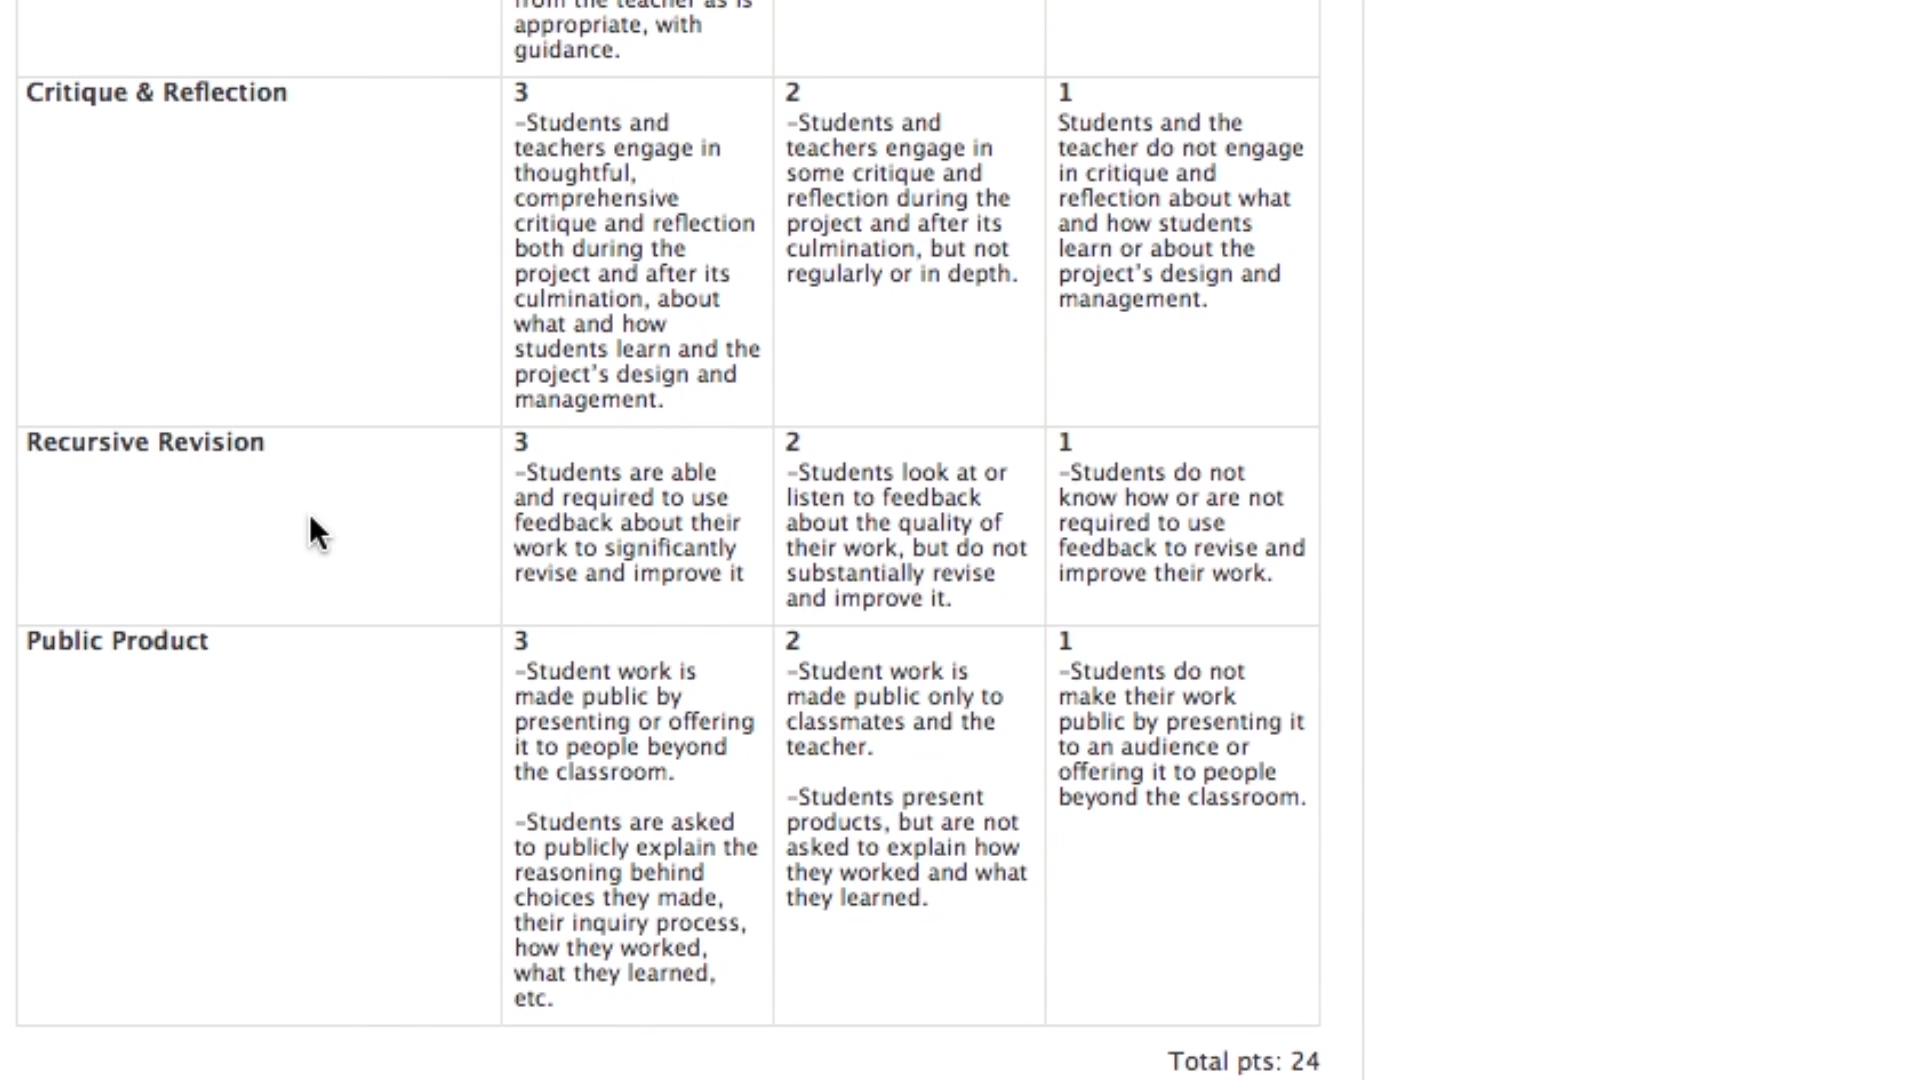 from the teacher as is
appropriate, with
guidance.
Critique & Reflection
3
-Students and
teachers engage in
thoughtful,
comprehensive
critique and reflection
both during the
project and after its
culmination, about
what and how
students learn and the
project's design and
management.
2
-Students and
teachers engage in
some critique and
reflection during the
project and after its
culmination, but not
regularly or in depth.
1
Students and the
teacher do not engage
in critique and
reflection about what
and how students
learn or about the
project's design and
management.
Recursive Revision
3
-Students are able
and required to use
feedback about their
work to significantly
revise and improve it
2
-Students look at or
listen to feedback
about the quality of
their work, but do not
substantially revise
and improve it.
1
-Students do not
know how or are not
required to use
feedback to revise and
improve their work.
Public Product
3
-Student work is
made public by
presenting or offering
it to people beyond
the classroom.
-Students are asked
to publicly explain the
reasoning behind
choices they made,
their inquiry process,
how they worked,
what they learned,
etc.
2
-Student work is
made public only to
classmates and the
teacher.
-Students present
products, but are not
asked to explain how
they worked and what
they learned.
1
-Students do not
make their work
public by presenting it
to an audience or
offering it to people
beyond the classroom.
Total pts: 24